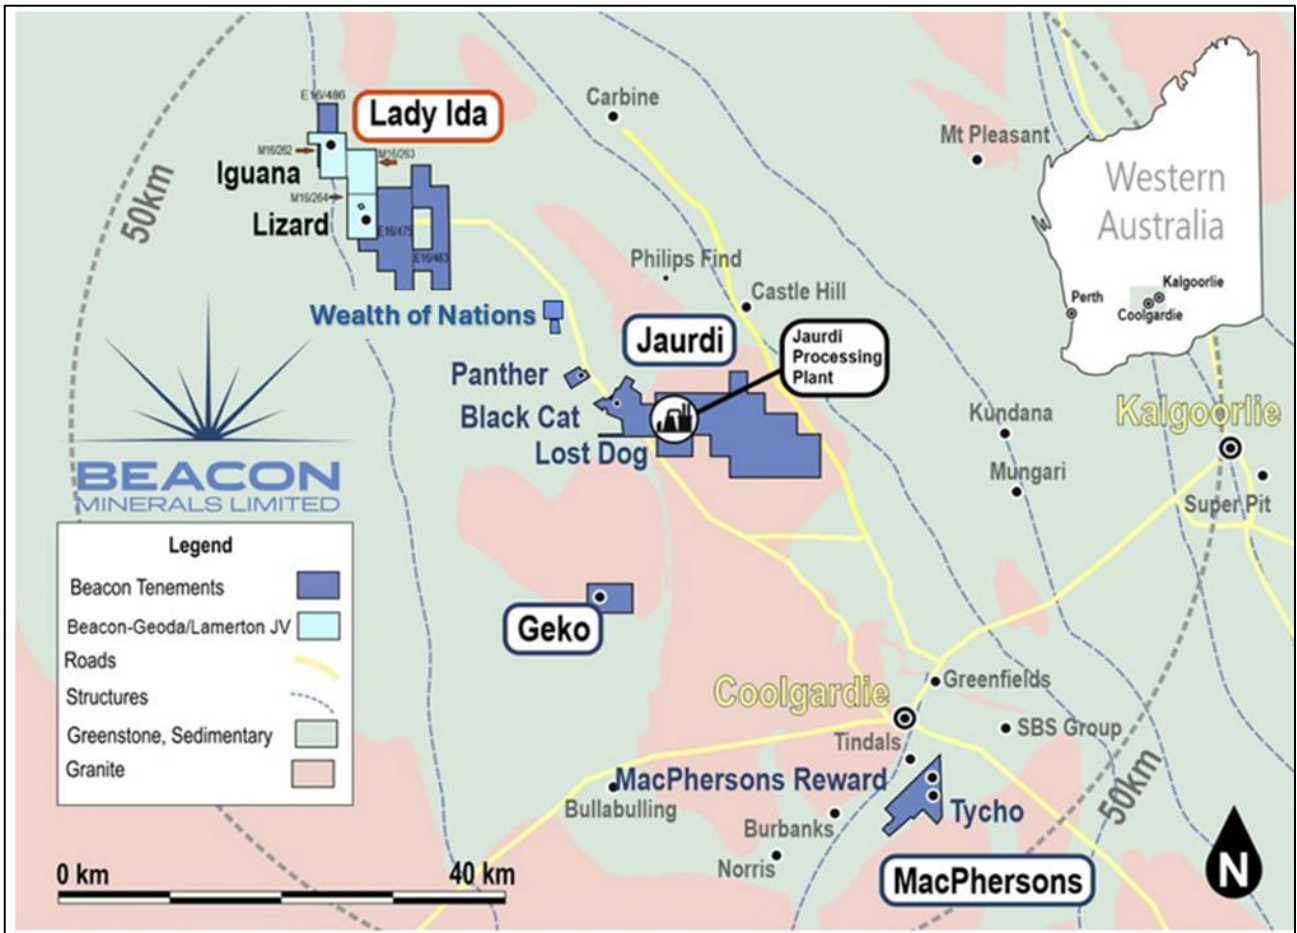 E16/486
Lady Ida
Carbine
Mt Pleasant
M16/262
M16/263
Iguana
M16/264
Lizard
E16/475
E16/483
50km
Western
Australia
Perth
Kalgoorlie
Coolgardie
Philips Find
Castle Hill
Wealth of Nations
Jaurdi
Jaurdi
Processing
Plant
Panther
Black Cat
Lost Dog
Kundana
Kalgoorlie
Mungari
Super Pit
BEACON
MINERALS LIMITED
Legend
Beacon Tenements
Beacon-Geoda/Lamerton JV
Roads
Structures
Greenstone, Sedimentary
Granite
Geko
Coolgardie
Greenfields
SBS Group
Tindals
MacPhersons Reward
Bullabulling
Tycho
Burbanks
Norris
MacPhersons
50km
0 km
40 km
N